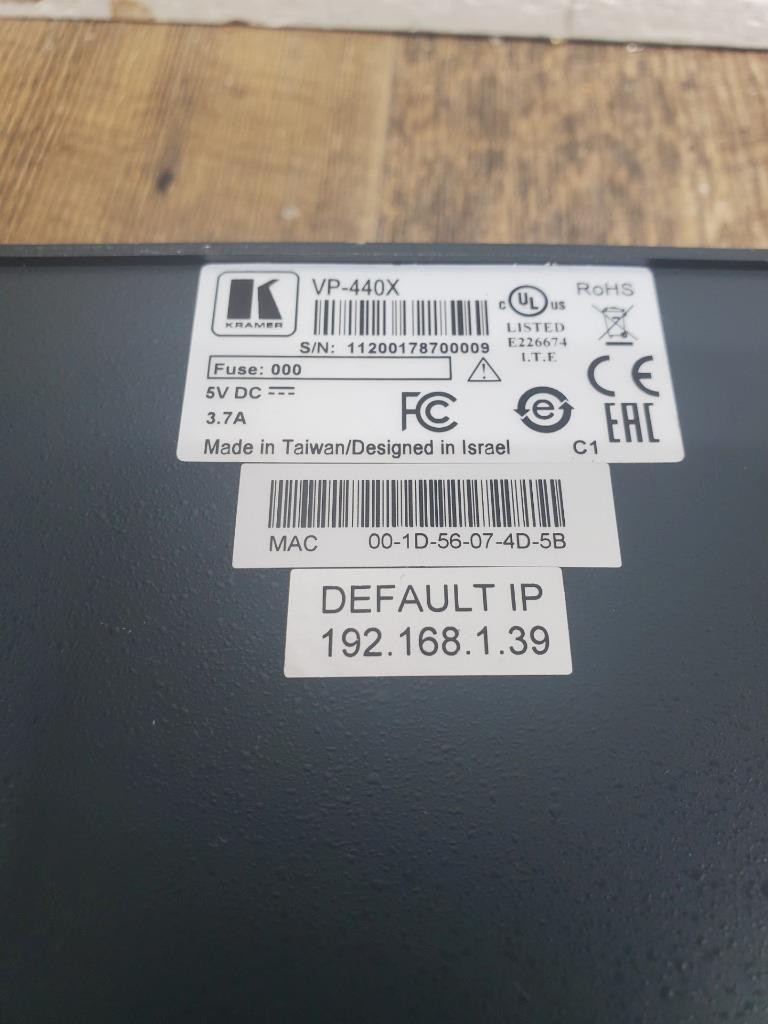 K
KRAMER
VP-440X
S/N: 11200178700009
Fuse: 000
5V DC
3.7A
Made in Taiwan/Designed in Israel
FC
e
C1
c UL us
LISTED
E226674
I.T.E
RoHS
CE
EAC
MAC 00-1D-56-07-4D-5B
DEFAULT IP
192.168.1.39